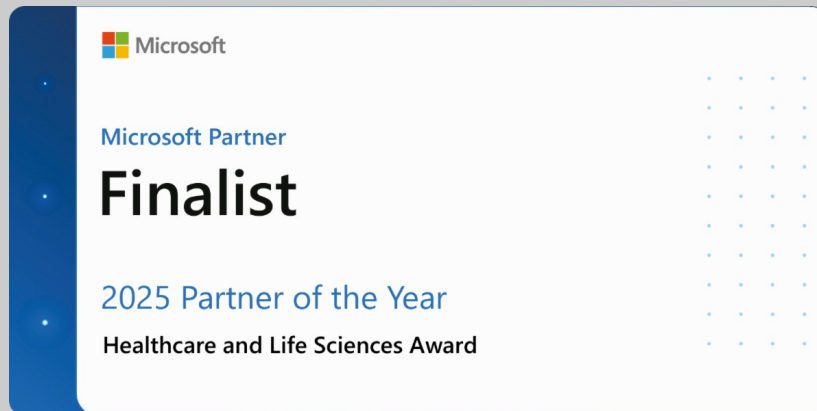 Microsoft
Microsoft Partner
Finalist
2025 Partner of the Year
Healthcare and Life Sciences Award